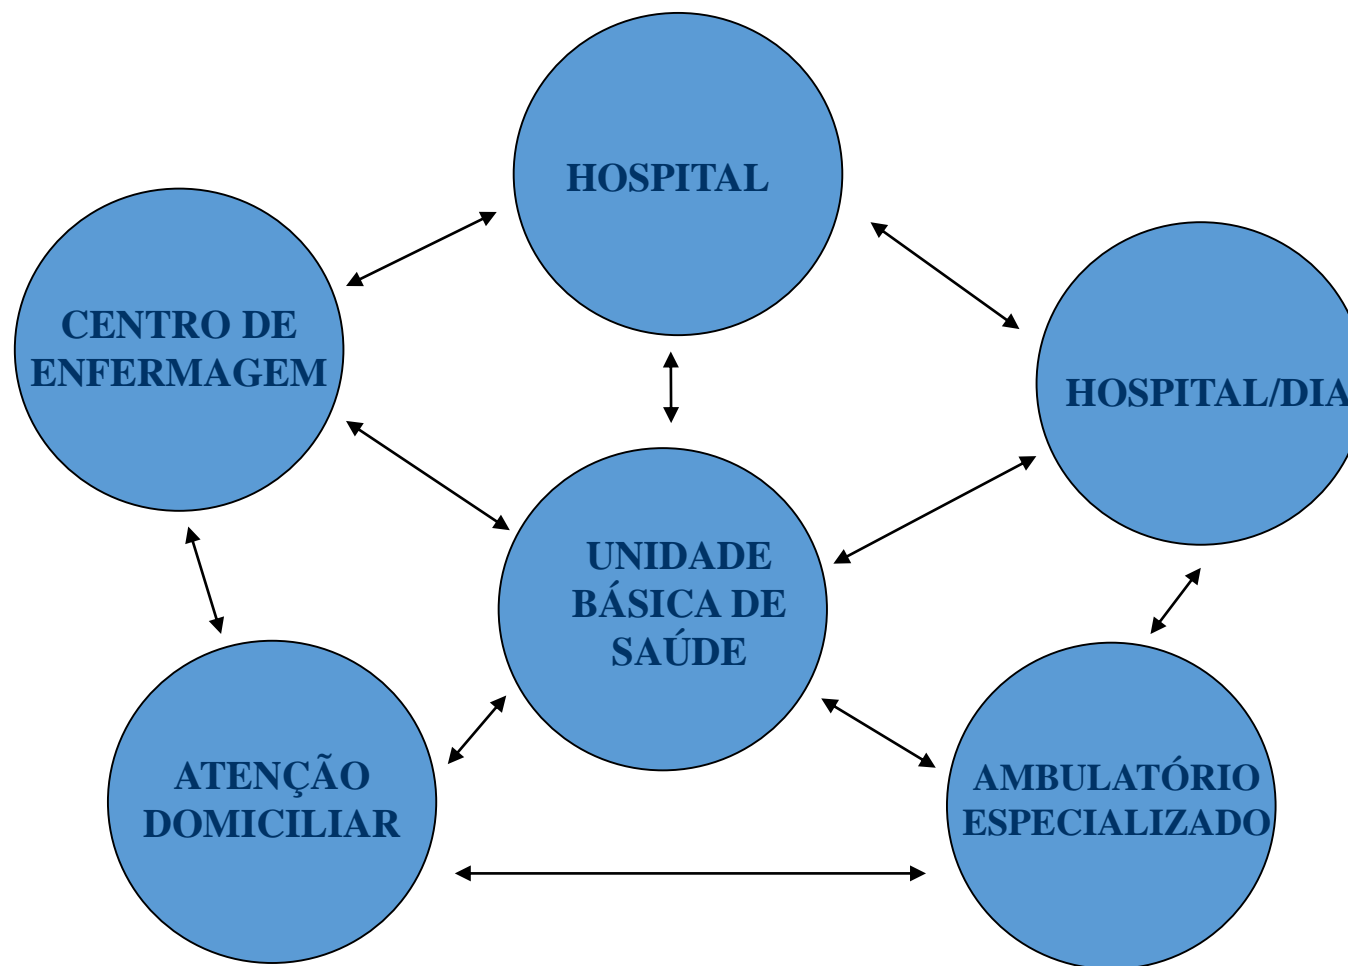 HOSPITAL
CENTRO DE
ENFERMAGEM
HOSPITAL/DIA
UNIDADE
BÁSICA DE
SAÚDE
ATENÇÃO
DOMICILIAR
AMBULATÓRIO
ESPECIALIZADO